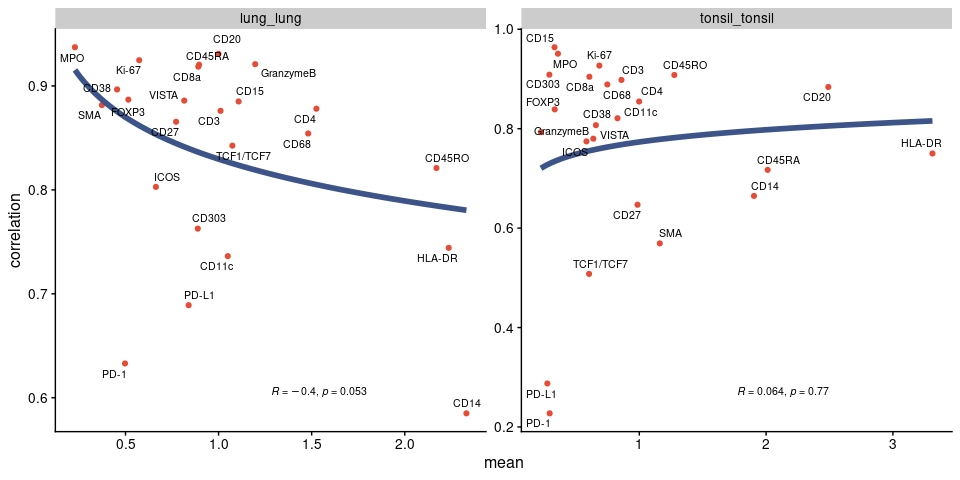 lung_lung
tonsil_tonsil
correlation
0.9
0.8
0.7
0.6
MPO
Ki-67
CD45RA
CD20
CD8a
GranzymeB
CD38
SMA
FOXP3
VISTA
CD27
CD3
CD15
CD4
CD68
TCF1/TCF7
CD45RO
ICOS
CD303
CD11c
HLA-DR
PD-L1
PD-1
CD14
R = −0.4, p = 0.053
0.5
1.0
1.5
2.0
1.0
0.8
0.6
0.4
0.2
CD15
MPO
Ki-67
CD303
CD8a
CD3
CD45RO
CD68
CD4
CD20
FOXP3
CD38
CD11c
GranzymeB
VISTA
ICOS
HLA-DR
CD45RA
CD14
CD27
SMA
TCF1/TCF7
PD-L1
PD-1
R = 0.064, p = 0.77
1
2
3
mean